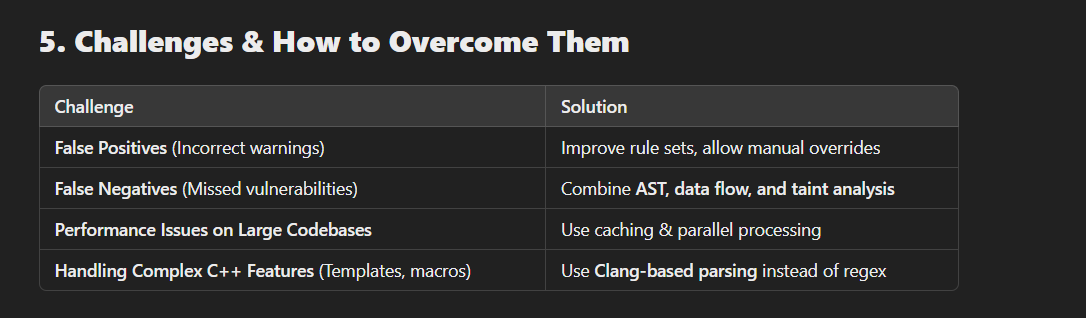 5. Challenges & How to Overcome Them
Challenge Solution
False Positives (Incorrect warnings) Improve rule sets, allow manual overrides
False Negatives (Missed vulnerabilities) Combine AST, data flow, and taint analysis
Performance Issues on Large Codebases Use caching & parallel processing
Handling Complex C++ Features (Templates, macros) Use Clang-based parsing instead of regex